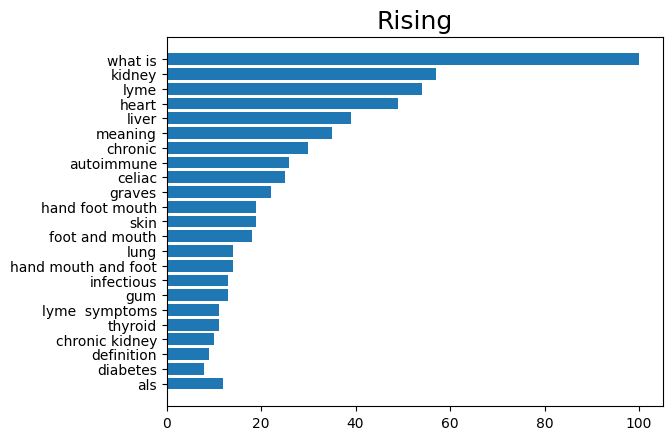 Rising
what is
kidney
lyme
heart
liver
meaning
chronic
autoimmune
celiac
graves
hand foot mouth
skin
foot and mouth
lung
hand mouth and foot
infectious
gum
lyme  symptoms
thyroid
chronic kidney
definition
diabetes
als
0 20 40 60 80 100